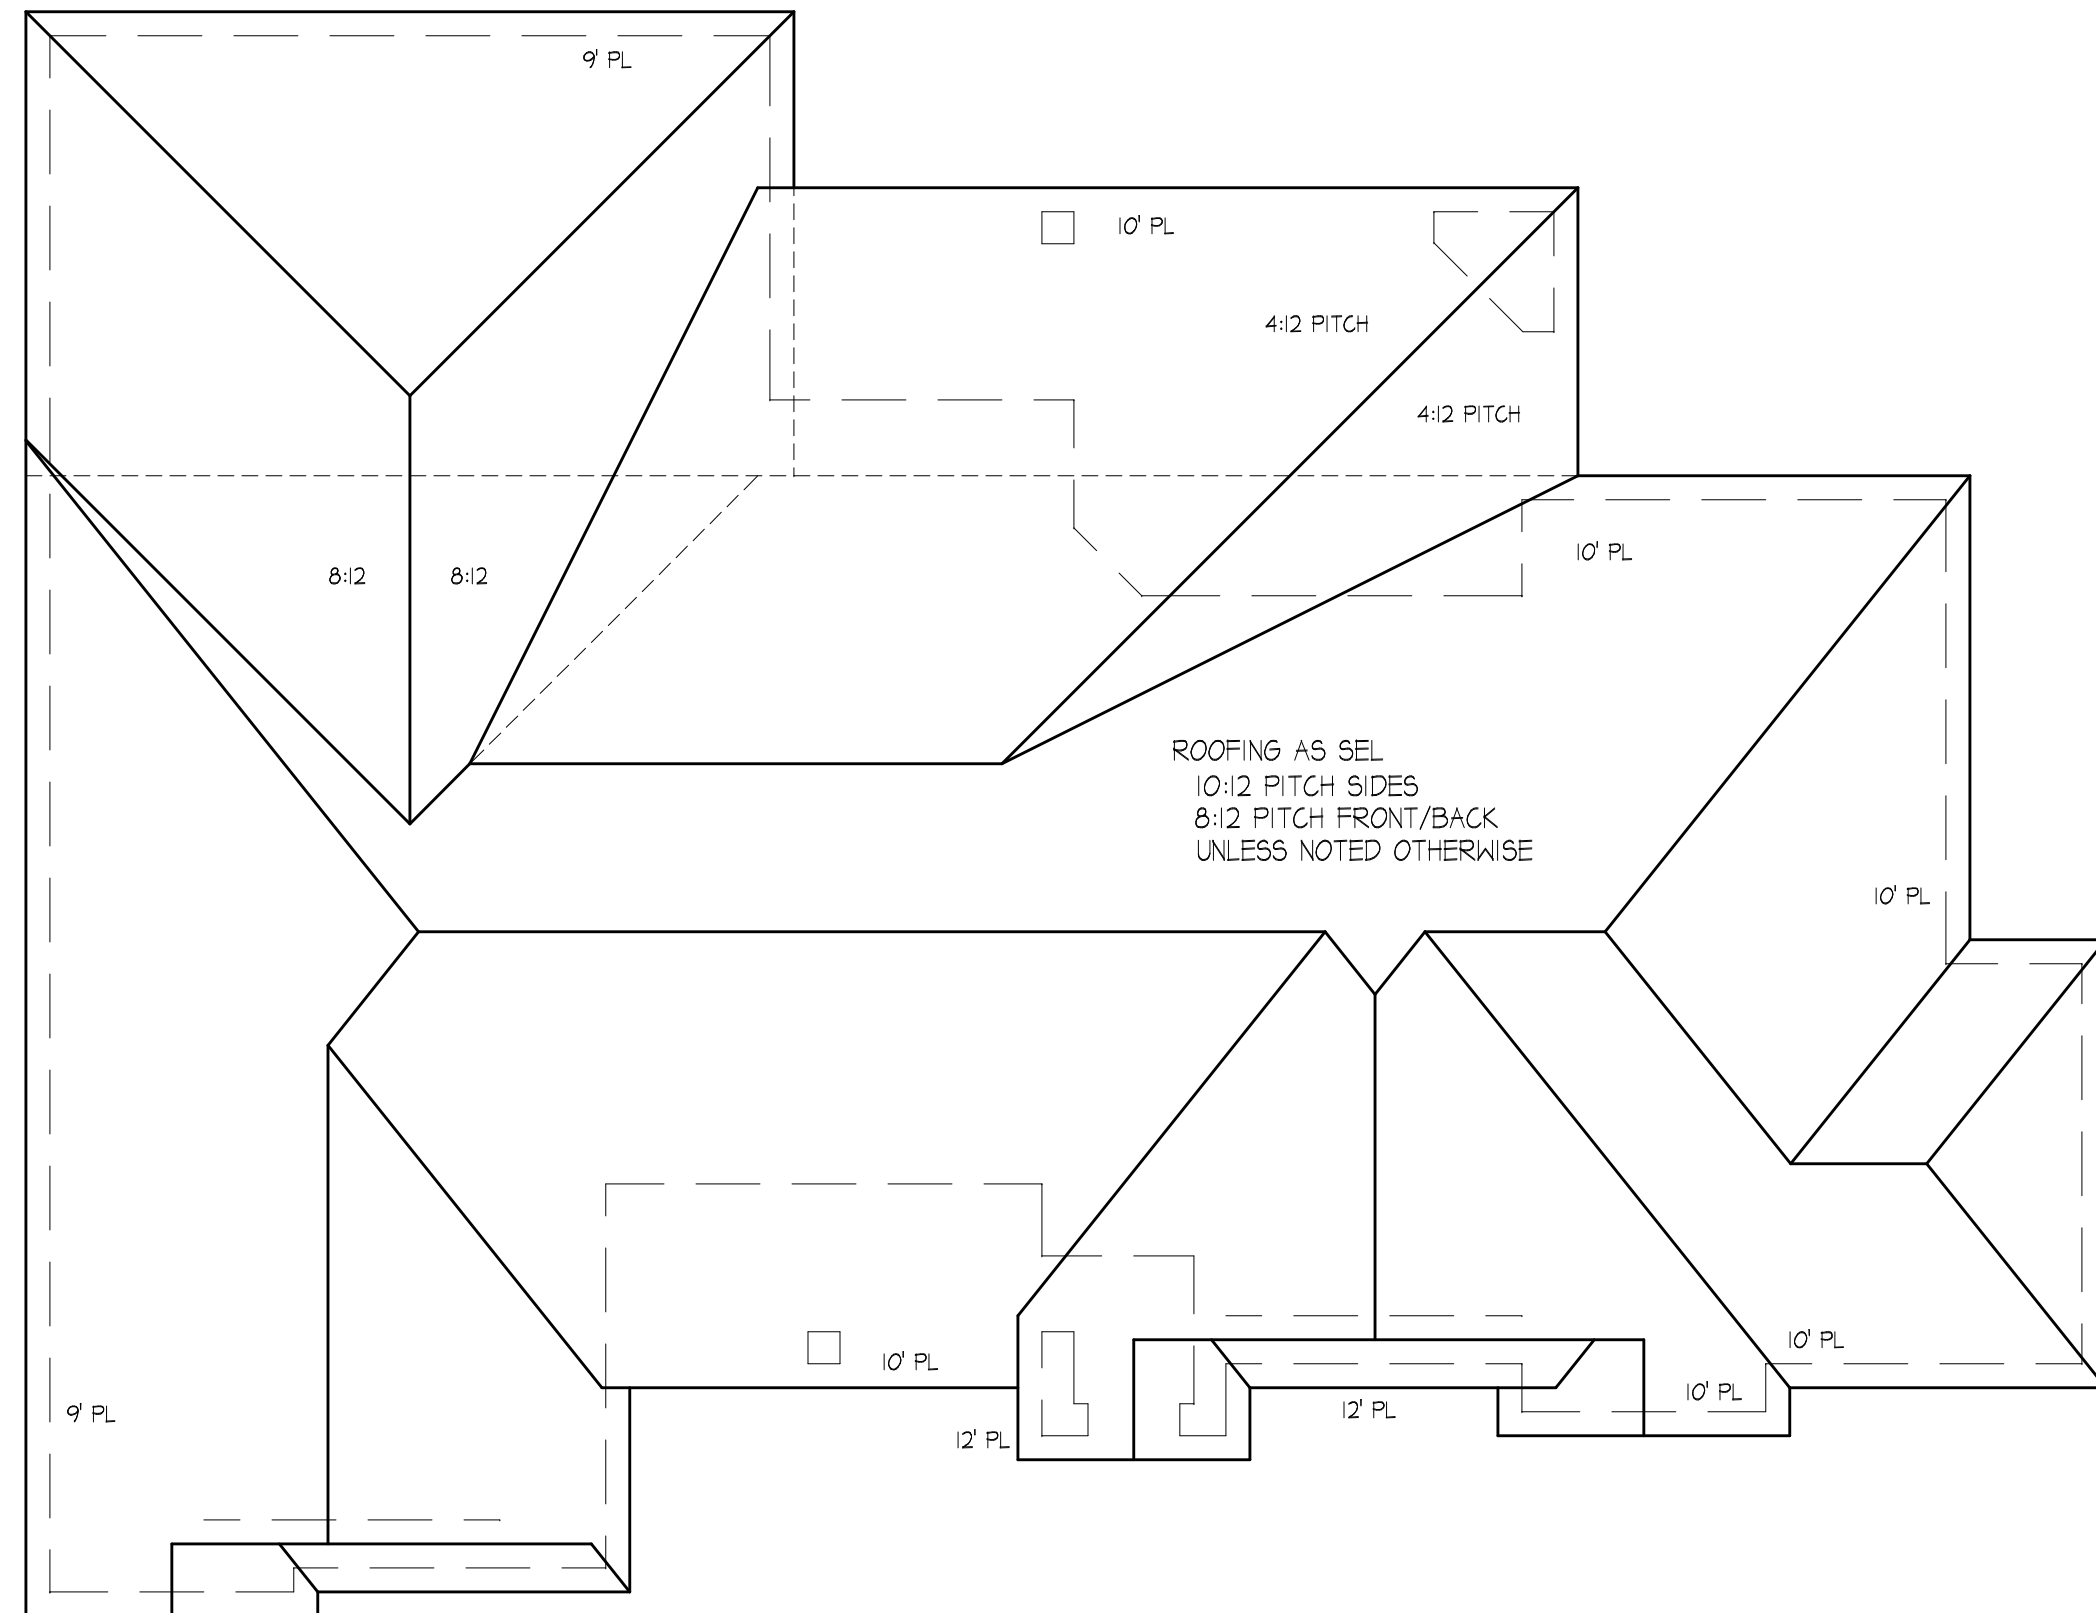 9' PL
10' PL
4:12 PITCH
4:12 PITCH
10' PL
8:12
8:12
ROOFING AS SEL
10:12 PITCH SIDES
8:12 PITCH FRONT/BACK
UNLESS NOTED OTHERWISE
10' PL
10' PL
10' PL
10' PL
12' PL
9' PL
12' PL